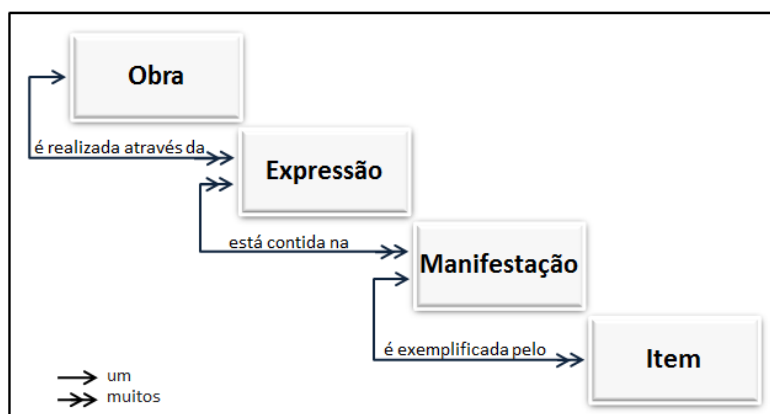 Obra
é realizada através da
Expressão
está contida na
Manifestação
é exemplificada pelo
Item
um
muitos